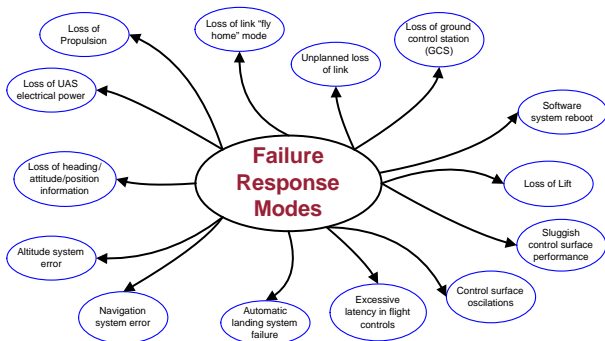 Loss of
Propulsion
Loss of link “fly
home” mode
Unplanned loss
of link
Loss of ground
control station
(GCS)
Loss of UAS
electrical power
Software
system reboot
Failure
Response
Modes
Loss of heading/
attitude/position
information
Loss of Lift
Sluggish
control surface
performance
Altitude system
error
Navigation
system error
Automatic
landing system
failure
Excessive
latency in flight
controls
Control surface
oscilations